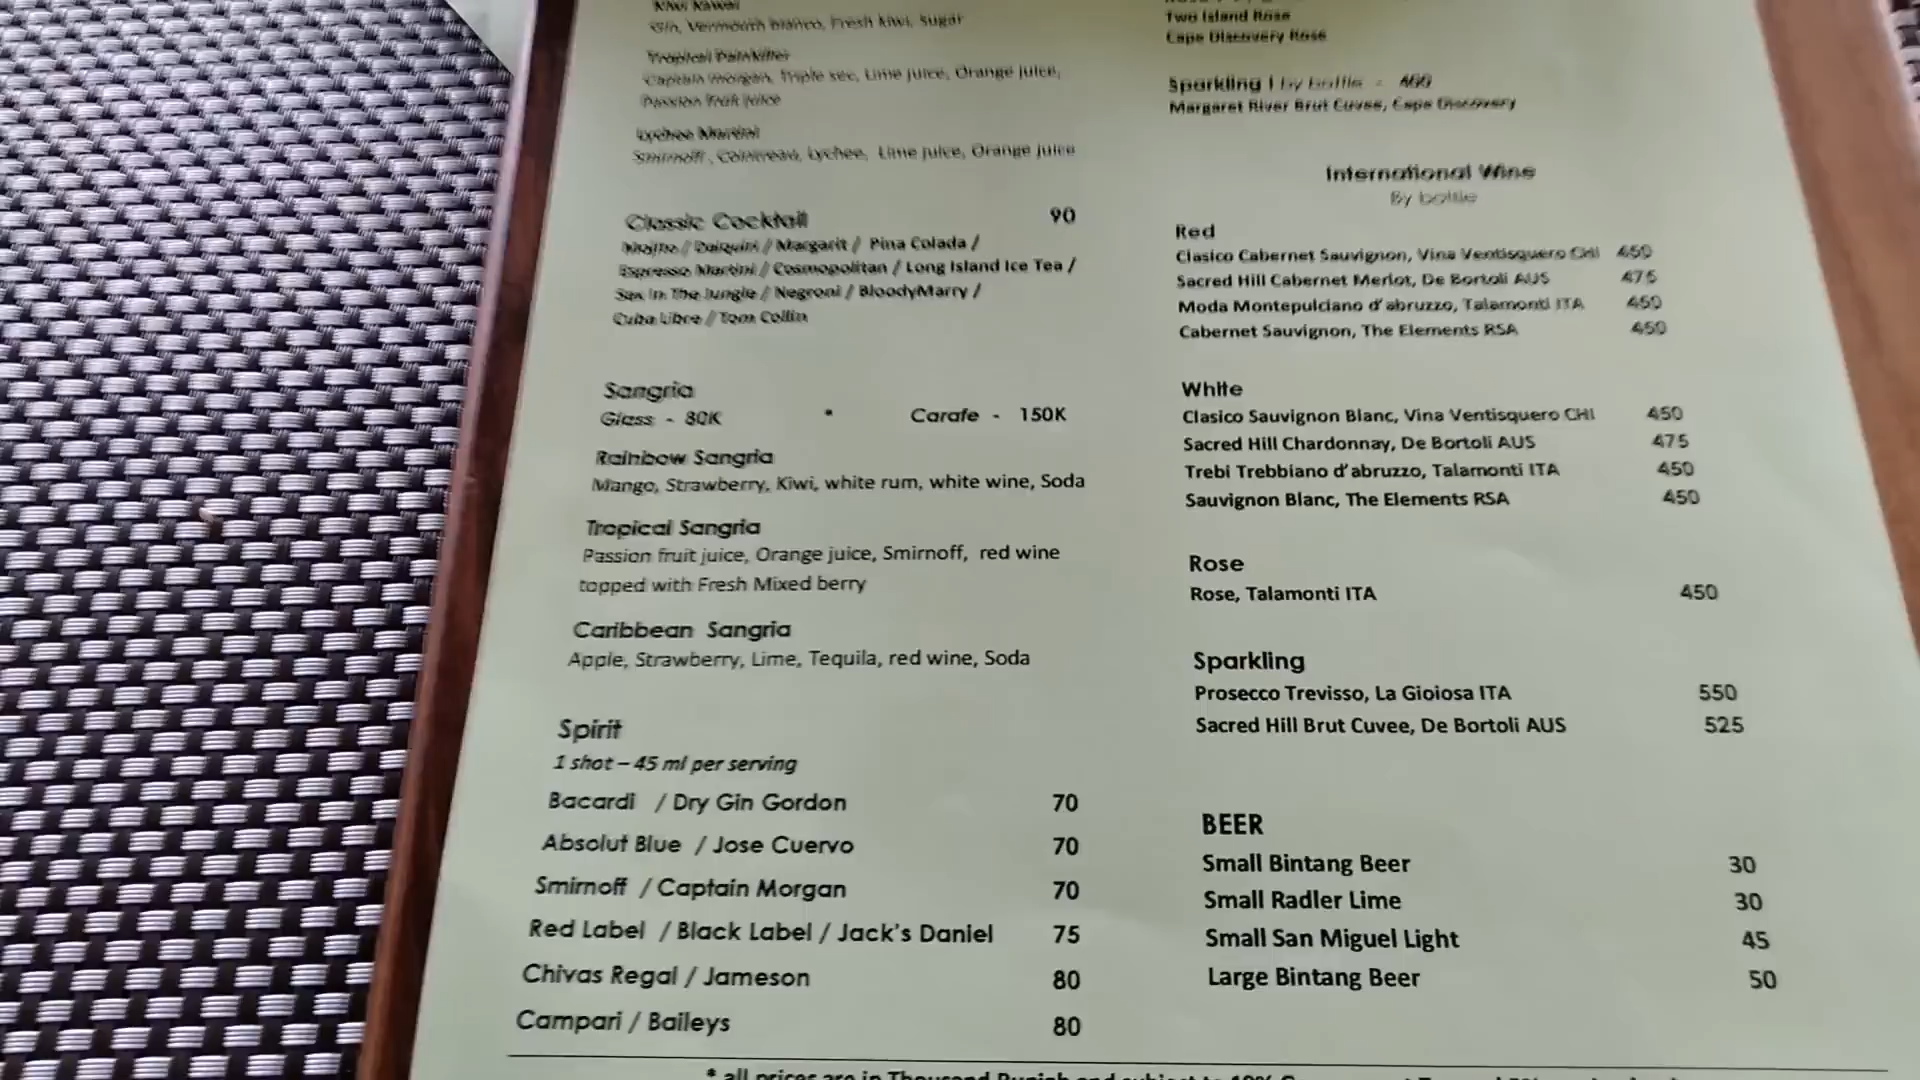 Kiwi Kawaii
Gin, Vermouth bianco, Fresh kiwi, Sugar
Tropical Painkiller
Captain morgan, Triple sec, Lime juice, Orange juice,
Passion fruit juice
Lychee Martini
Smirnoff , Cointreau, Lychee, Lime juice, Orange juice
Classic Cocktail 90
Mojito / Daiquiri / Margarit / Pina Colada /
Espresso Martini / Cosmopolitan / Long Island Ice Tea /
Sex In The Jungle / Negroni / BloodyMarry /
Cuba Libre / Tom Collin
Sangria
Glass - 80K * Carafe - 150K
Rainbow Sangria
Mango, Strawberry, Kiwi, white rum, white wine, Soda
Tropical Sangria
Passion fruit juice, Orange juice, Smirnoff, red wine
topped with Fresh Mixed berry
Caribbean Sangria
Apple, Strawberry, Lime, Tequila, red wine, Soda
Spirit
1 shot – 45 ml per serving
Bacardi / Dry Gin Gordon 70
Absolut Blue / Jose Cuervo 70
Smirnoff / Captain Morgan 70
Red Label / Black Label / Jack's Daniel 75
Chivas Regal / Jameson 80
Campari / Baileys 80
Two Island Rose
Cape Discovery Rose
Sparkling | by bottle - 400
Margaret River Brut Cuvee, Cape Discovery
International Wine
By bottle
Red
Clasico Cabernet Sauvignon, Vina Ventisquero CHI 450
Sacred Hill Cabernet Merlot, De Bortoli AUS 475
Moda Montepulciano d'abruzzo, Talamonti ITA 450
Cabernet Sauvignon, The Elements RSA 450
White
Clasico Sauvignon Blanc, Vina Ventisquero CHI 450
Sacred Hill Chardonnay, De Bortoli AUS 475
Trebi Trebbiano d'abruzzo, Talamonti ITA 450
Sauvignon Blanc, The Elements RSA 450
Rose
Rose, Talamonti ITA 450
Sparkling
Prosecco Trevisso, La Gioiosa ITA 550
Sacred Hill Brut Cuvee, De Bortoli AUS 525
BEER
Small Bintang Beer 30
Small Radler Lime 30
Small San Miguel Light 45
Large Bintang Beer 50
* all prices are in Thousand Rupiah and subject to 10%